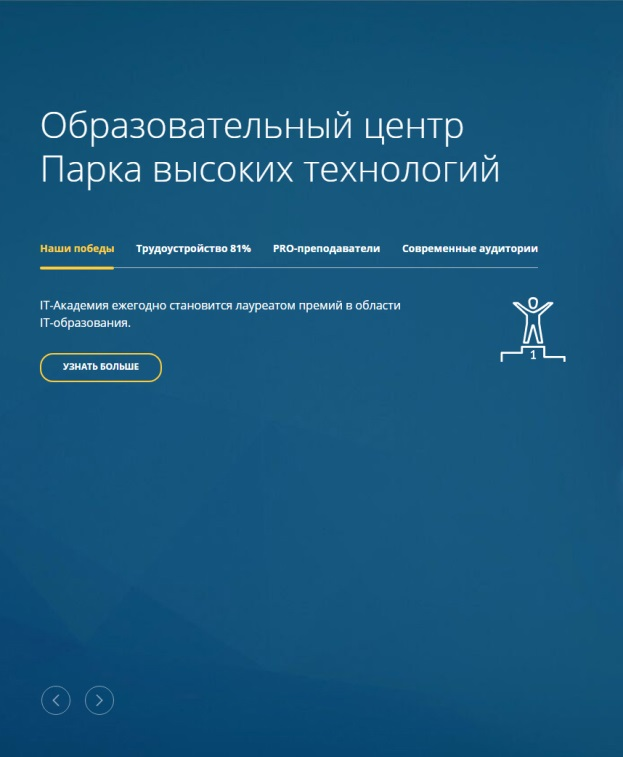 Образовательный центр
Парка высоких технологий
Наши победы Трудоустройство 81% PRO-преподаватели Современные аудитории
IT-Академия ежегодно становится лауреатом премий в области
IT-образования.
1
УЗНАТЬ БОЛЬШЕ